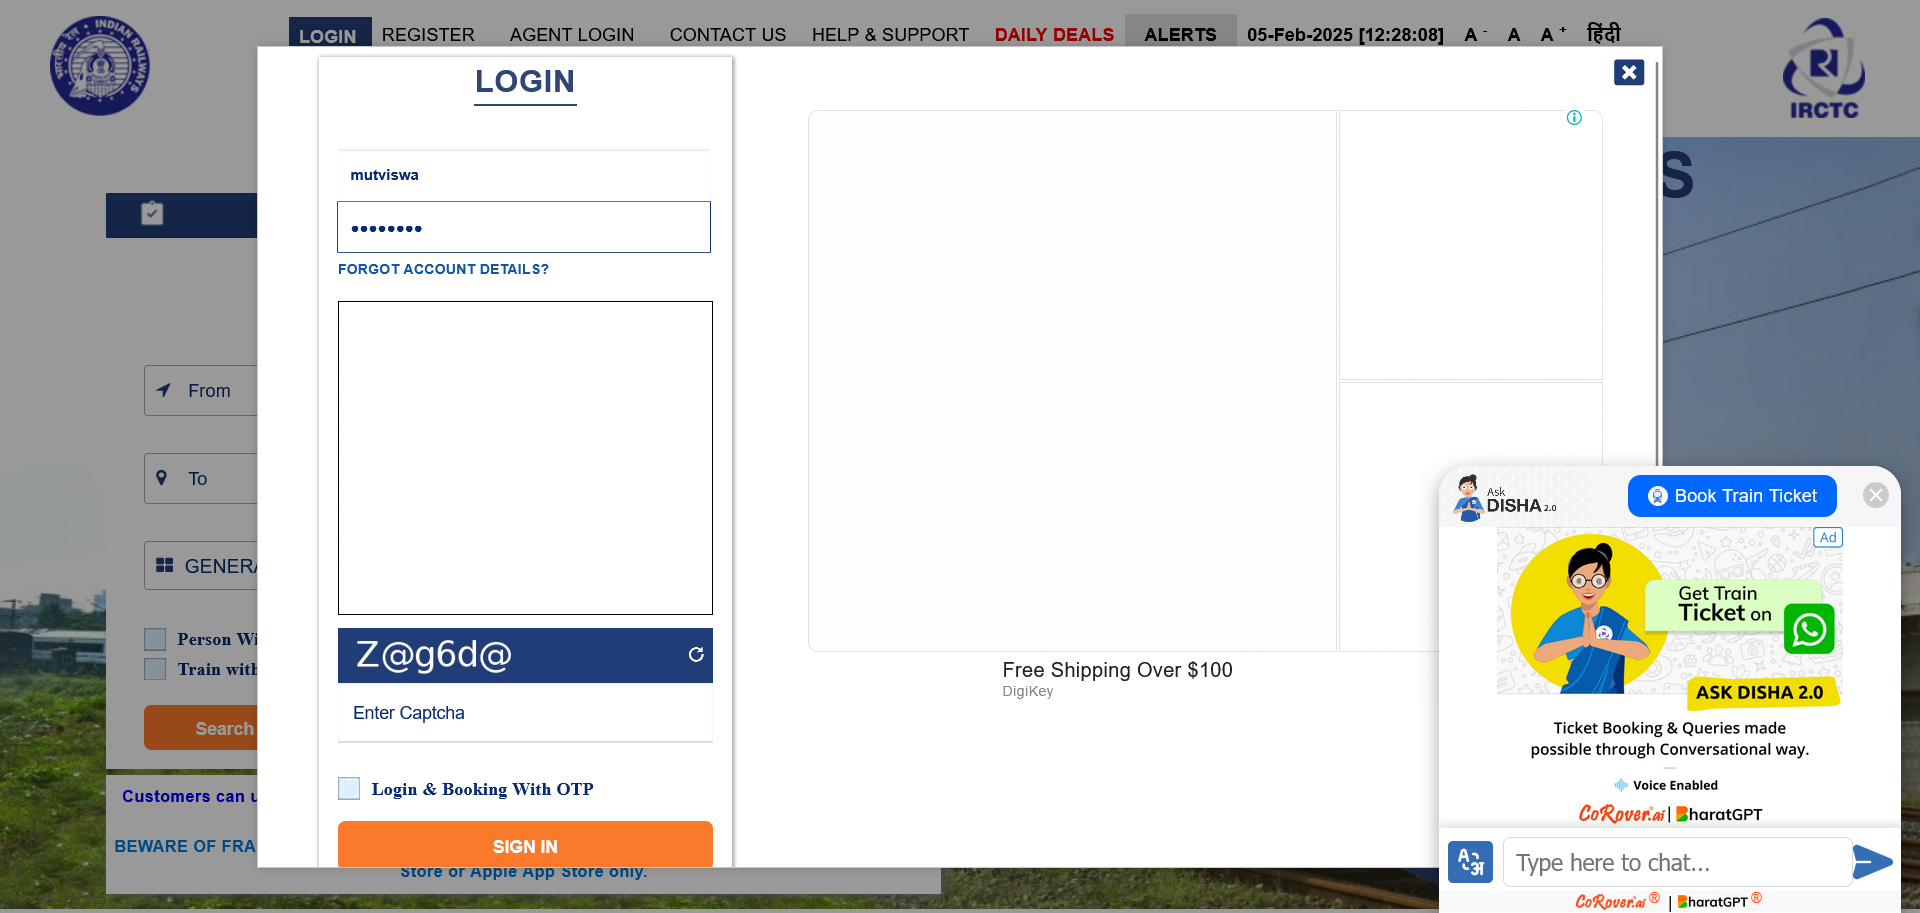 LOGIN
REGISTER
AGENT LOGIN
CONTACT US
HELP & SUPPORT
DAILY DEALS
ALERTS
05-Feb-2025 [12:28:08]
A -
A
A +
हिंदी
INDIAN RAILWAYS
भारतीय रेल
IRCTC
S
LOGIN
mutviswa
••••••••
FORGOT ACCOUNT DETAILS?
Z@g6d@
Enter Captcha
Login & Booking With OTP
SIGN IN
From
To
GENERA
Person Wi
Train with
Search
Customers can u
BEWARE OF FRA
Store or Apple App Store only.
Free Shipping Over $100
DigiKey
Ask
DISHA 2.0
Book Train Ticket
Ad
Get Train
Ticket on
ASK DISHA 2.0
Ticket Booking & Queries made
possible through Conversational way.
Voice Enabled
CoRover.ai | BharatGPT
A अ
Type here to chat...
CoRover.ai ® | BharatGPT ®